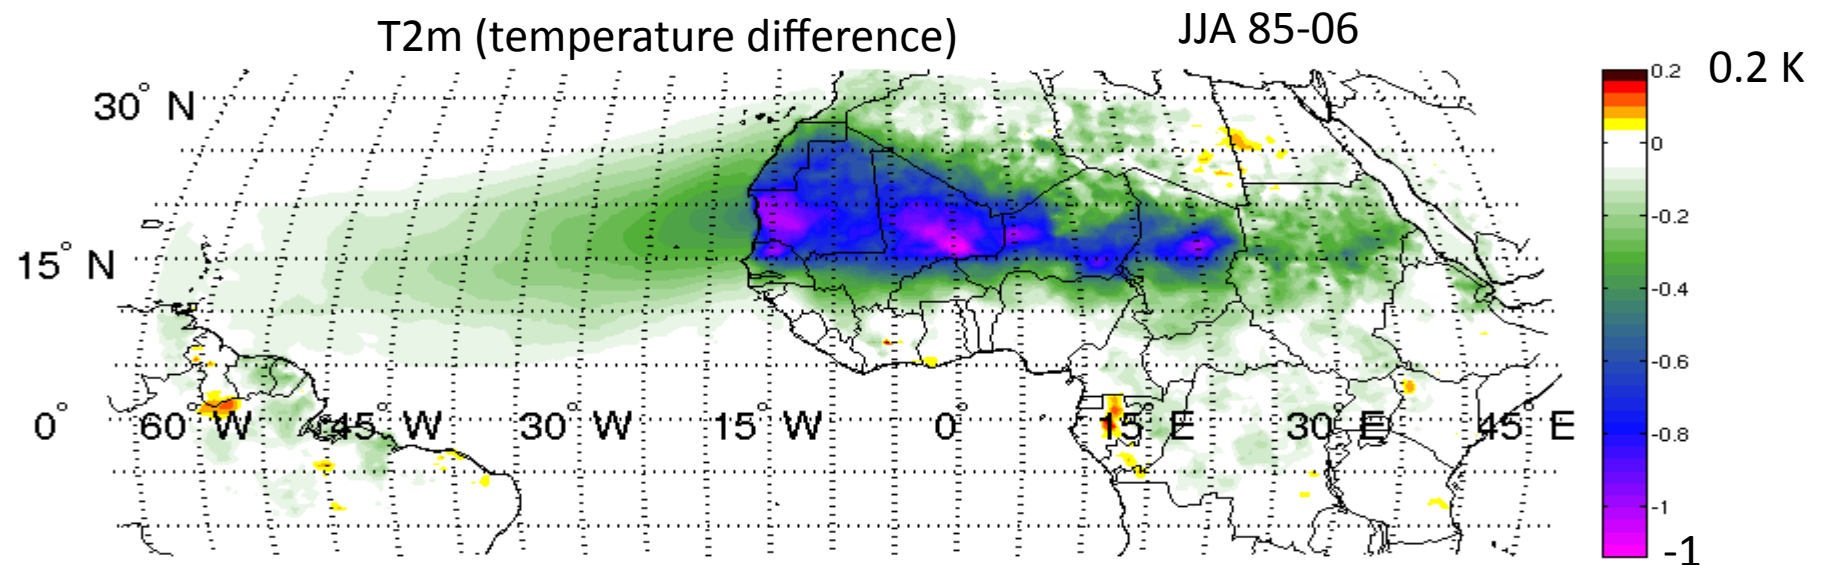 T2m (temperature difference)
JJA 85-06
0.2 K
0.2
0
-0.2
-0.4
-0.6
-0.8
-1
-1
30° N
15° N
0°
60° W
45° W
30° W
15° W
0°
15° E
30° E
45° E